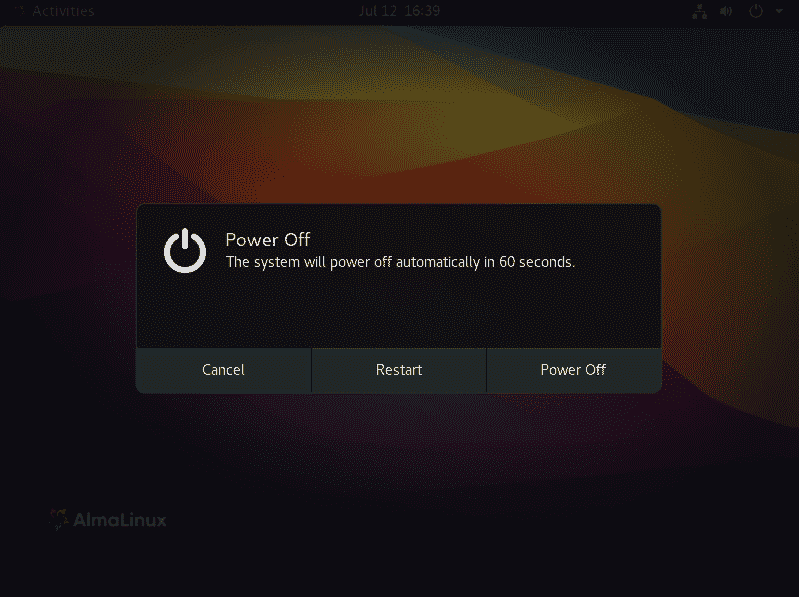 Activities
Jul 12 16:39
Power Off
The system will power off automatically in 60 seconds.
Cancel
Restart
Power Off
AlmaLinux